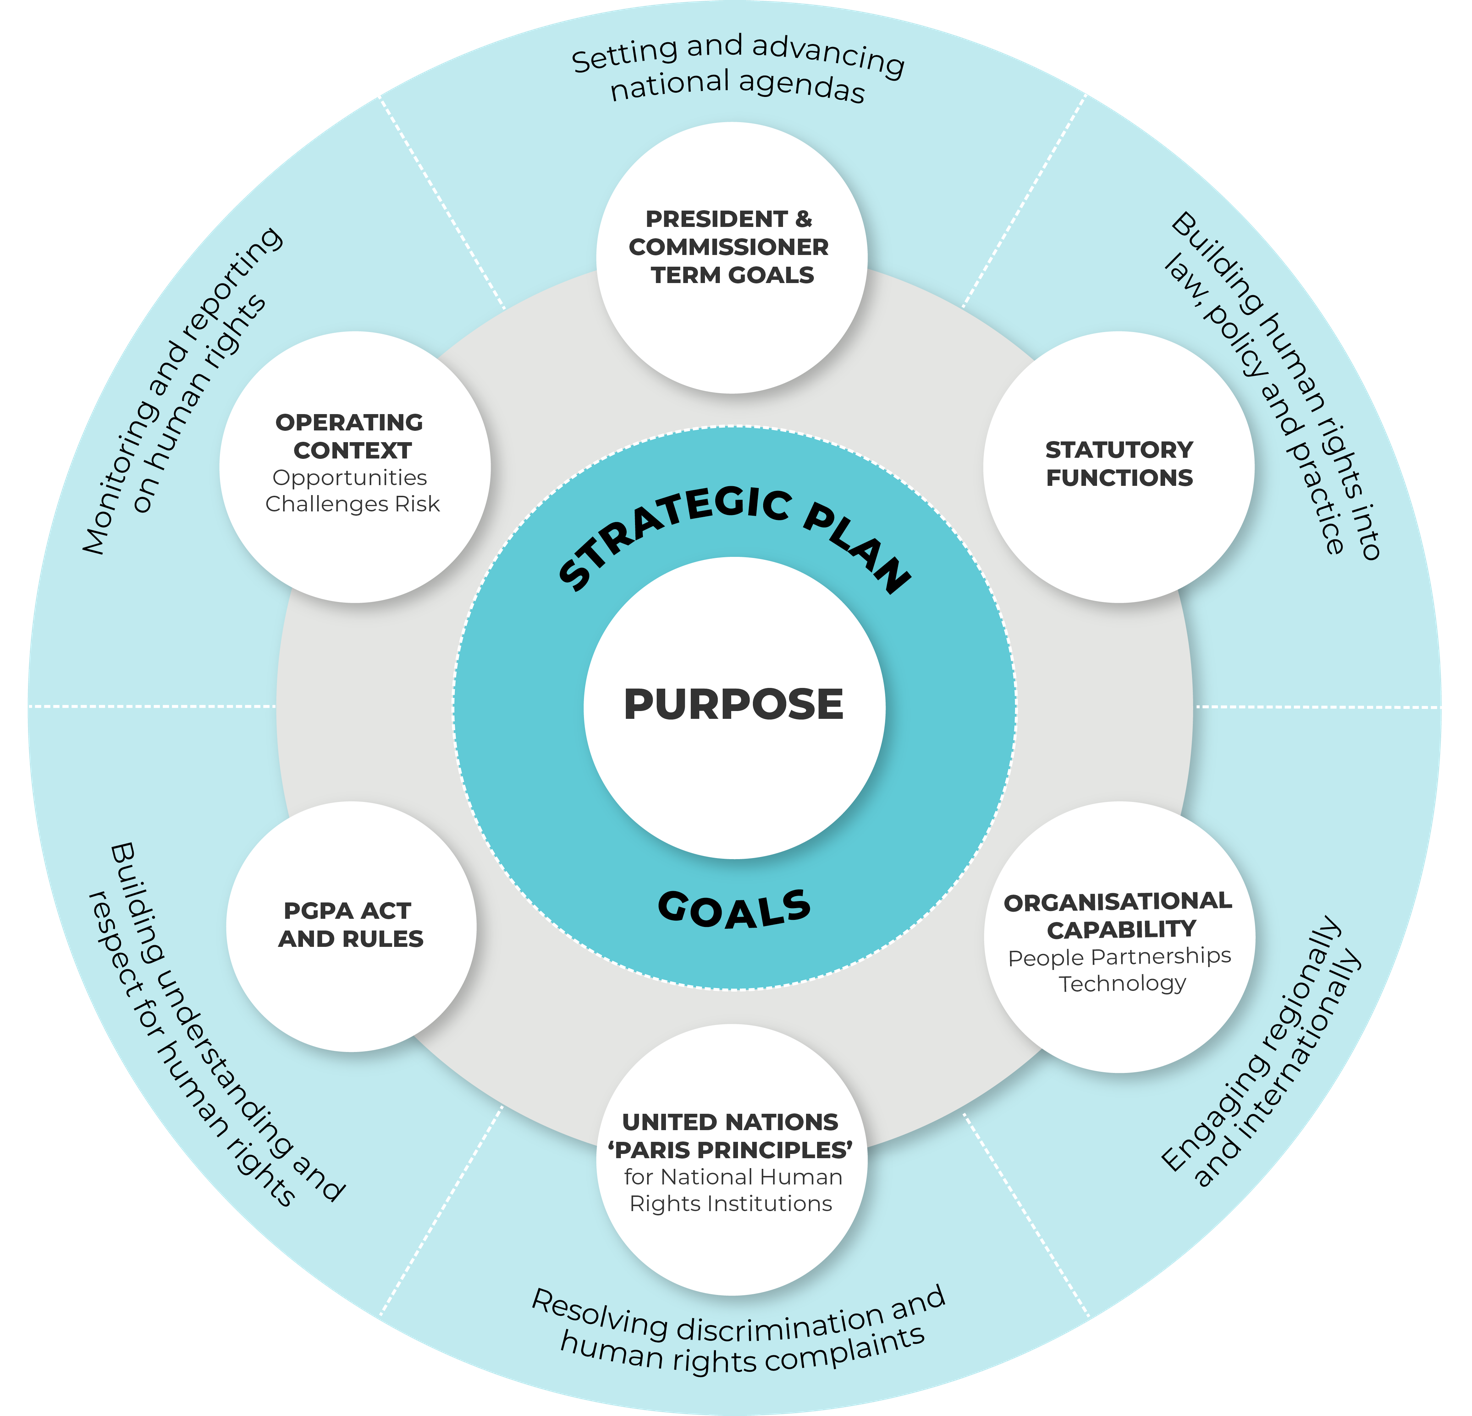 Setting and advancing
national agendas
PRESIDENT &
COMMISSIONER
TERM GOALS
Building human rights into
law, policy and practice
STATUTORY
FUNCTIONS
Engaging regionally
and internationally
ORGANISATIONAL
CAPABILITY
People Partnerships
Technology
Resolving discrimination and
human rights complaints
UNITED NATIONS
‘PARIS PRINCIPLES’
for National Human
Rights Institutions
Building understanding and
respect for human rights
PGPA ACT
AND RULES
Monitoring and reporting
on human rights
OPERATING
CONTEXT
Opportunities
Challenges Risk
STRATEGIC PLAN
PURPOSE
GOALS